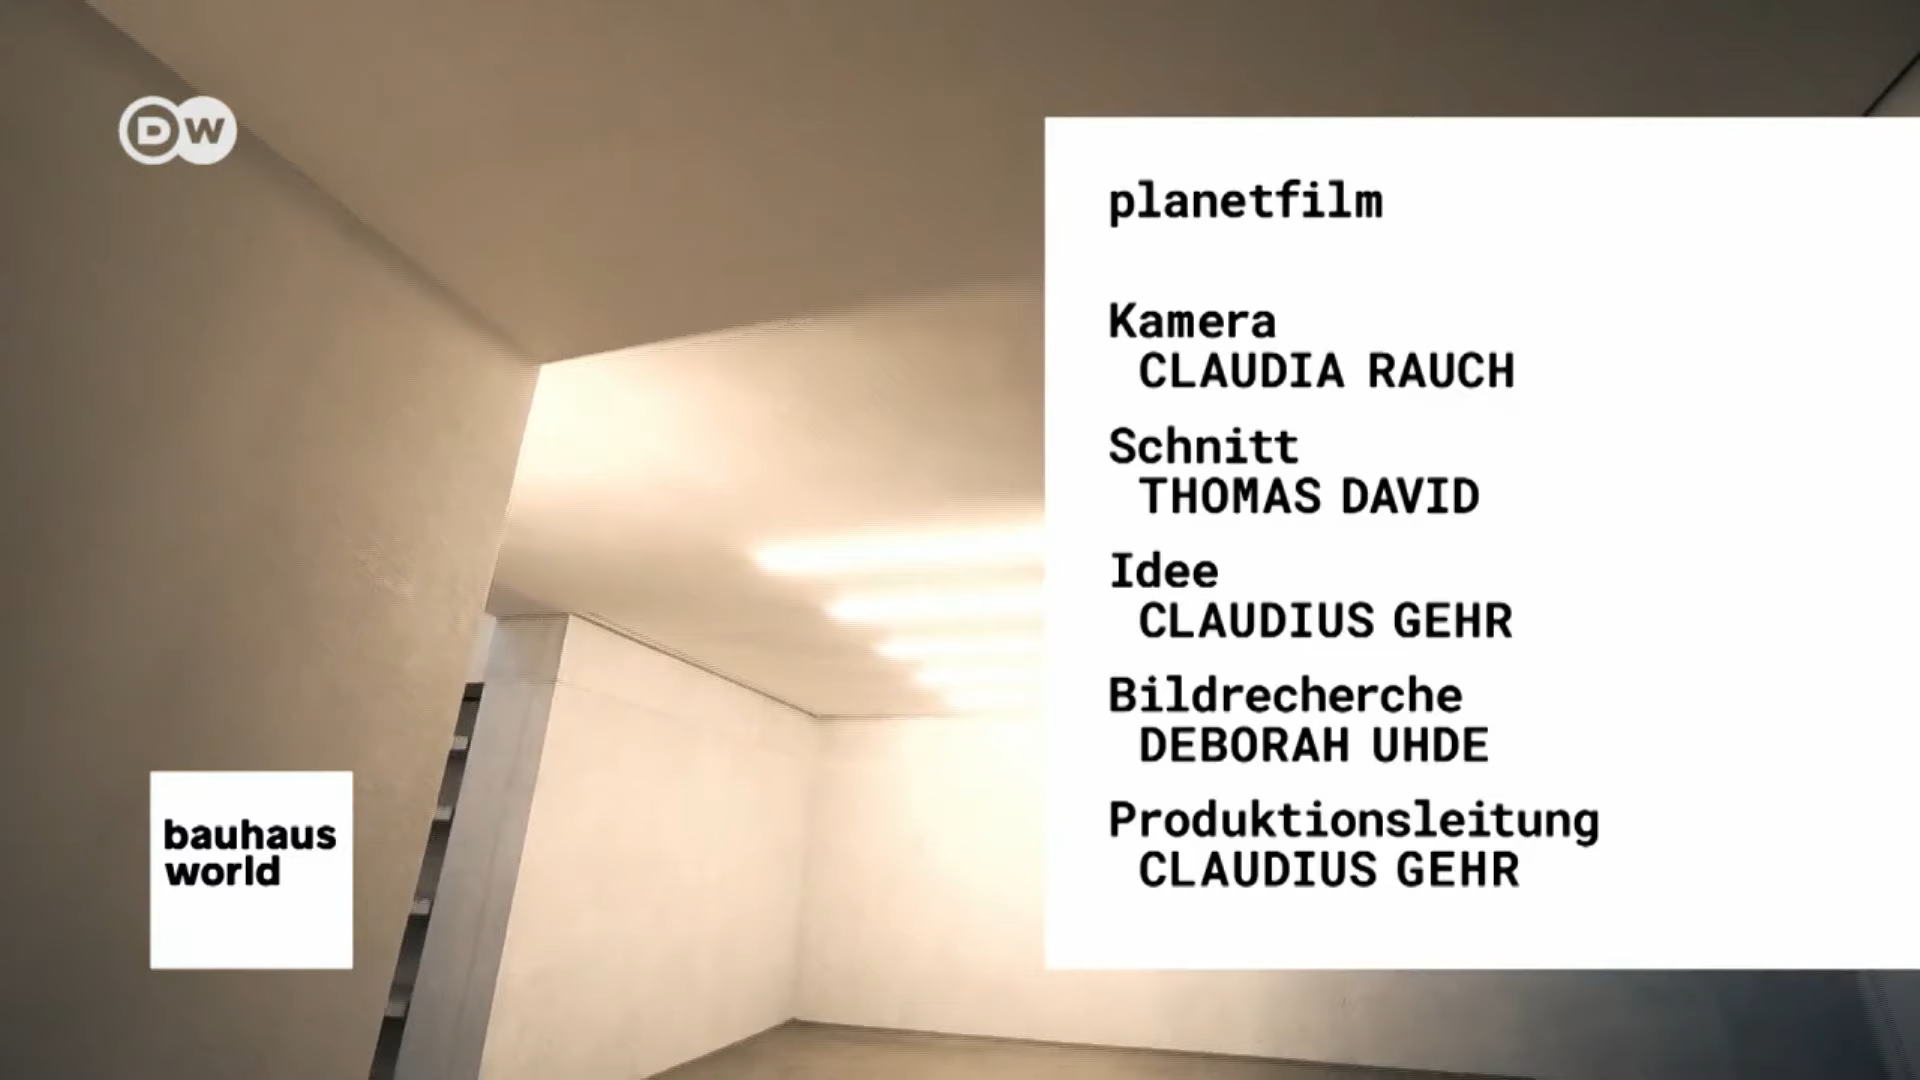 DW
planetfilm
Kamera
CLAUDIA RAUCH
Schnitt
THOMAS DAVID
Idee
CLAUDIUS GEHR
Bildrecherche
DEBORAH UHDE
Produktionsleitung
CLAUDIUS GEHR
bauhaus
world